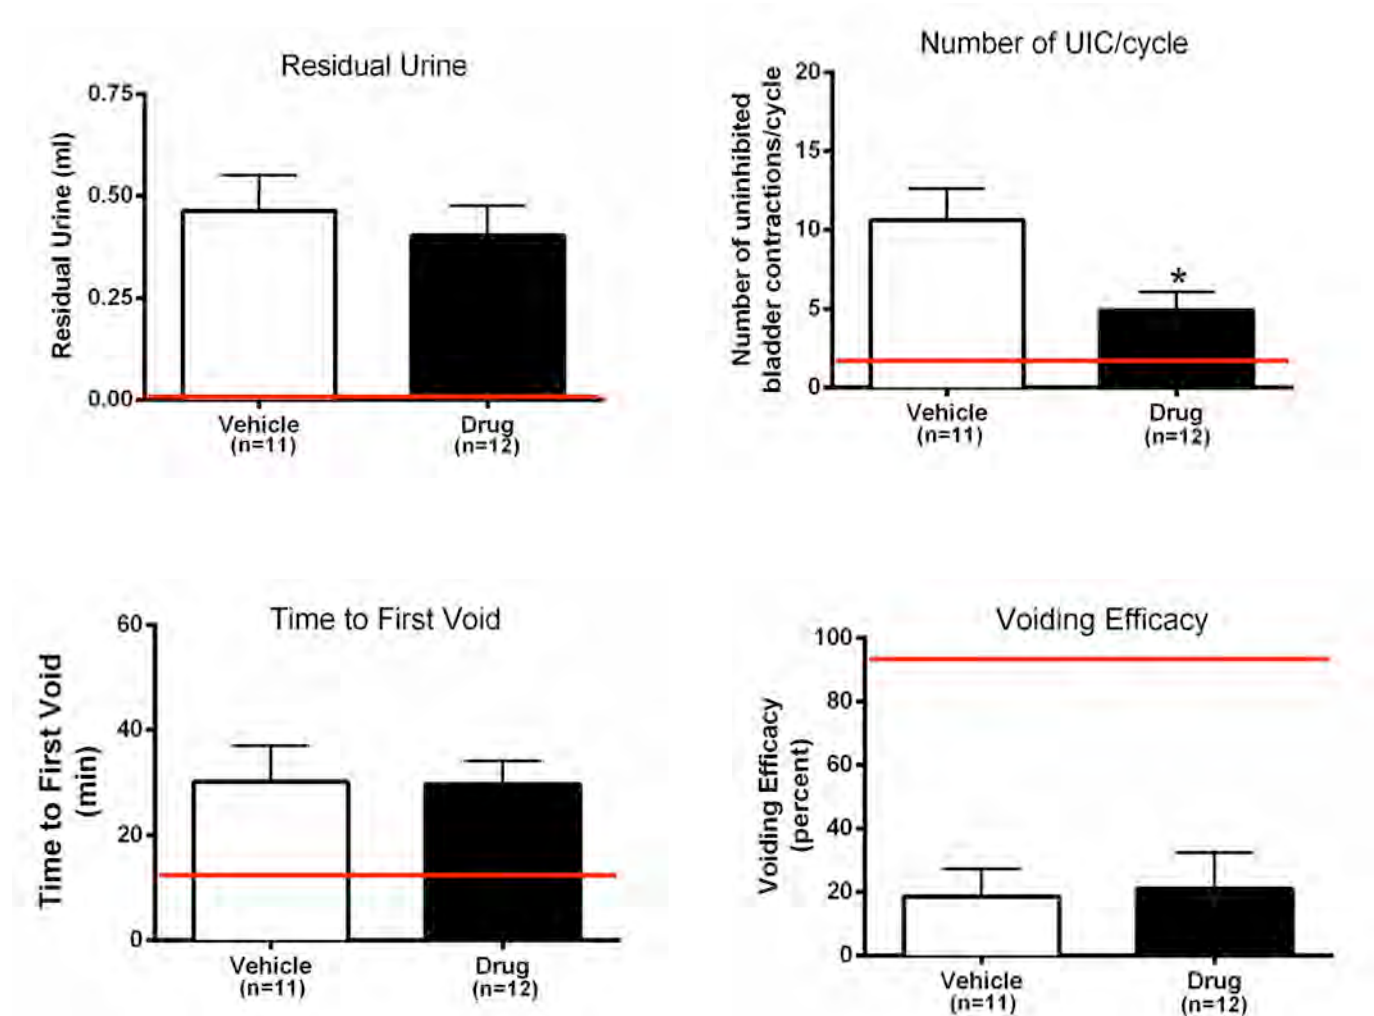 Residual Urine
Residual Urine (ml)
0.75
0.50
0.25
0.00
Vehicle
(n=11)
Drug
(n=12)
Number of UIC/cycle
Number of uninhibited
bladder contractions/cycle
20
15
10
5
0
*
Vehicle
(n=11)
Drug
(n=12)
Time to First Void
Time to First Void
(min)
60
40
20
0
Vehicle
(n=11)
Drug
(n=12)
Voiding Efficacy
Voiding Efficacy
(percent)
100
80
60
40
20
0
Vehicle
(n=11)
Drug
(n=12)